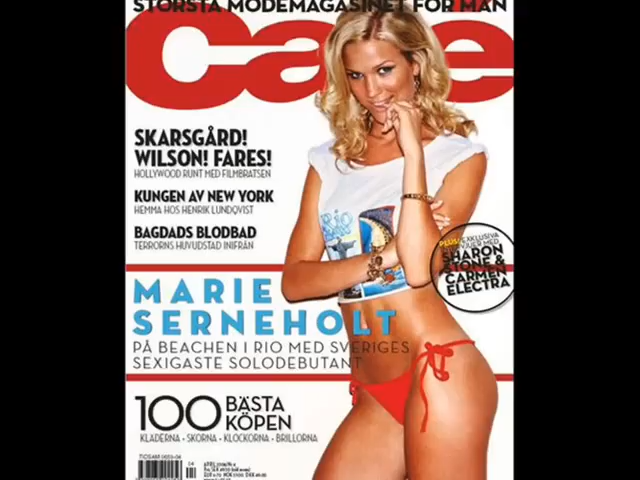 STÖRSTA MODEMAGASINET FÖR MÄN
Café
SKARSGÅRD!
WILSON! FARES!
HOLLYWOOD RUNT MED FILMBRATSEN
KUNGEN AV NEW YORK
HEMMA HOS HENRIK LUNDQVIST
BAGDADS BLODBAD
TERRORNS HUVUDSTAD INIFRÅN
PLUS! EXKLUSIVA
MED
SHARON
STONE &
CARMEN
ELECTRA
MARIE
SERNEHOLT
PÅ BEACHEN I RIO MED SVERIGES
SEXIGASTE SOLODEBUTANT
100 BÄSTA
KÖPEN
KLÄDERNA • SKORNA • KLOCKORNA • BRILLORNA
Rio